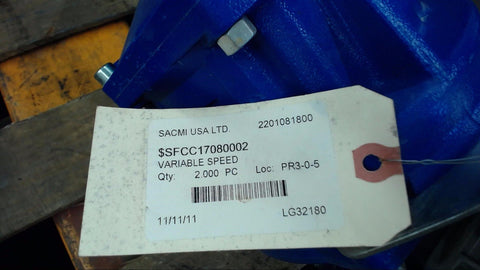 SACMI USA LTD. 2201081800
$SFCC17080002
VARIABLE SPEED
Qty: 2.000 PC Loc: PR3-0-5
11/11/11 LG32180